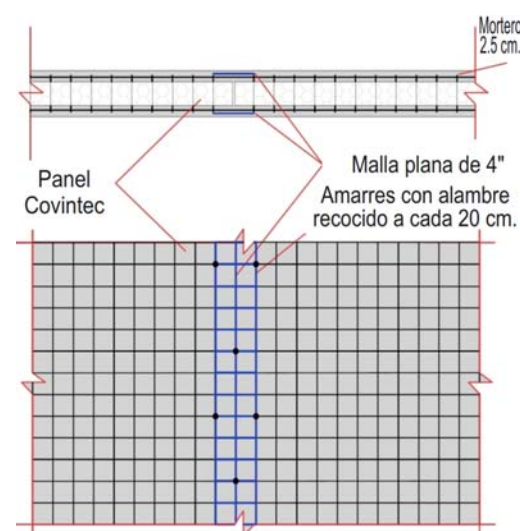 Mortero
2.5 cm.
Panel
Covintec
Malla plana de 4"
Amarres con alambre
recocido a cada 20 cm.